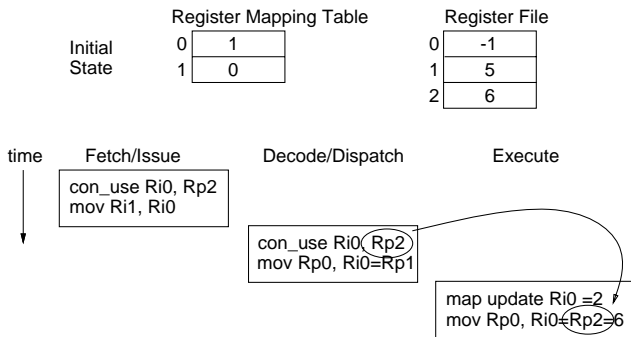 Register Mapping Table Register File
Initial State
0 1
1 0
0 -1
1 5
2 6
time Fetch/Issue Decode/Dispatch Execute
con_use Ri0, Rp2
mov Ri1, Ri0
con_use Ri0, Rp2
mov Rp0, Ri0=Rp1
map update Ri0 =2
mov Rp0, Ri0=Rp2=6